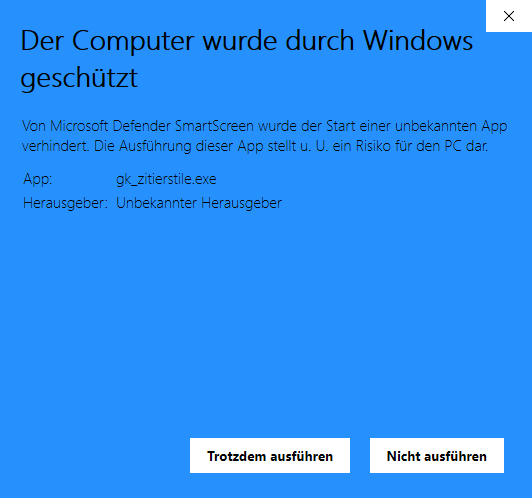 Der Computer wurde durch Windows
geschützt
Von Microsoft Defender SmartScreen wurde der Start einer unbekannten App
verhindert. Die Ausführung dieser App stellt u. U. ein Risiko für den PC dar.
App: gk_zitierstile.exe
Herausgeber: Unbekannter Herausgeber
Trotzdem ausführen Nicht ausführen